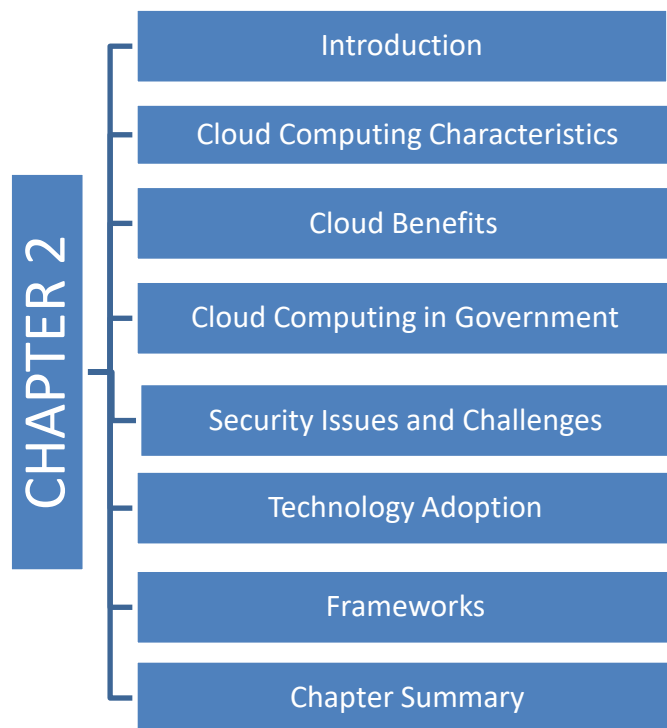 CHAPTER 2
Introduction
Cloud Computing Characteristics
Cloud Benefits
Cloud Computing in Government
Security Issues and Challenges
Technology Adoption
Frameworks
Chapter Summary